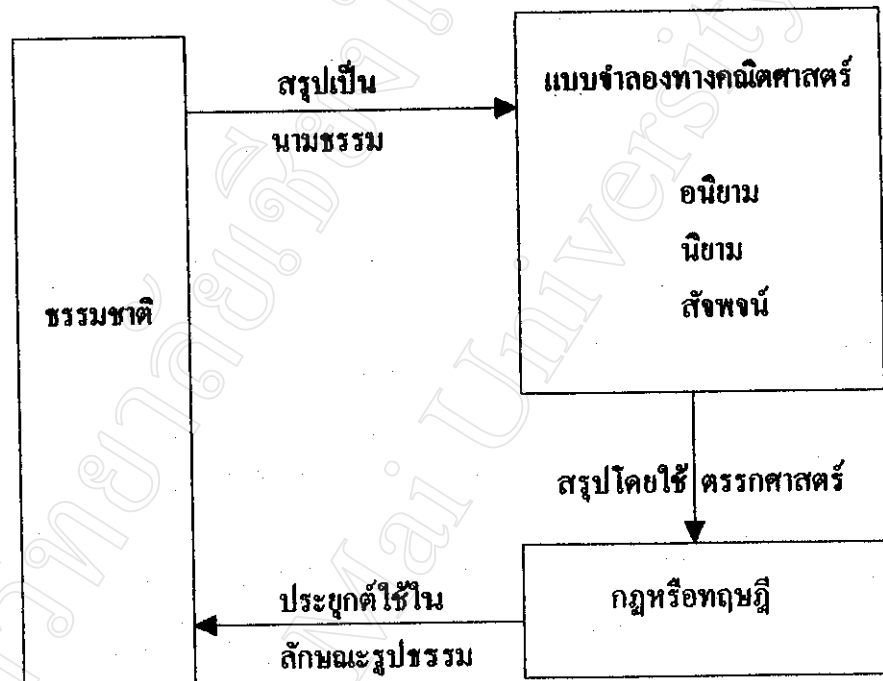 สรุปเป็น
นามธรรม
แบบจำลองทางคณิตศาสตร์
อนิยาม
นิยาม
สัจพจน์
ธรรมชาติ
สรุปโดยใช้ ตรรกศาสตร์
กฎหรือทฤษฎี
ประยุกต์ใช้ใน
ลักษณะรูปธรรม
Mai University